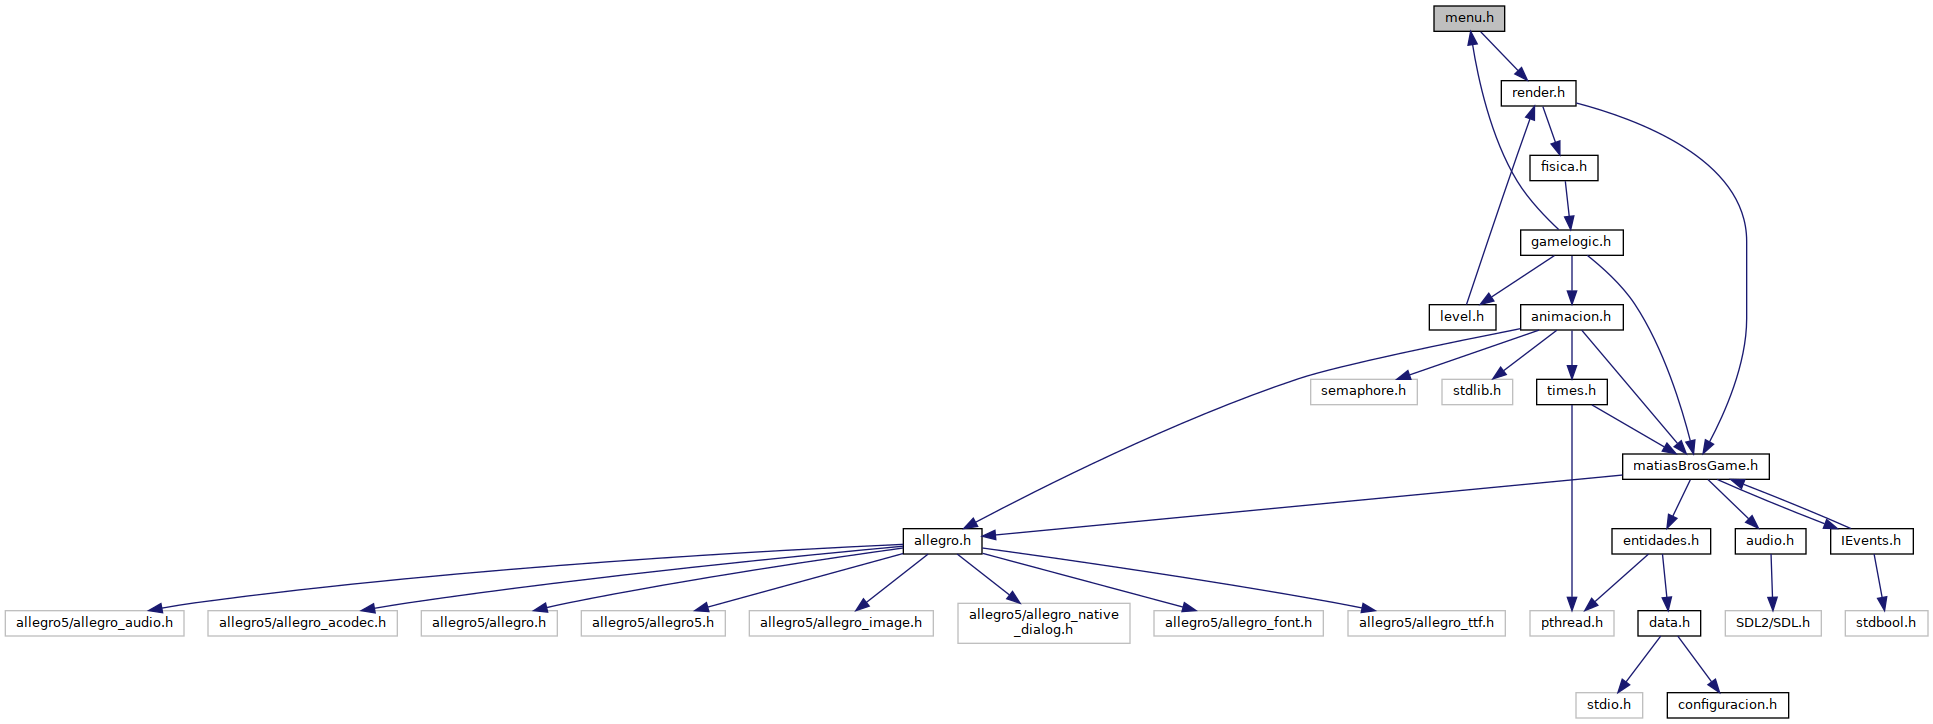 menu.h
render.h
fisica.h
gamelogic.h
level.h
animacion.h
semaphore.h
stdlib.h
times.h
matiasBrosGame.h
allegro.h
entidades.h
audio.h
IEvents.h
allegro5/allegro_audio.h
allegro5/allegro_acodec.h
allegro5/allegro.h
allegro5/allegro5.h
allegro5/allegro_image.h
allegro5/allegro_native
_dialog.h
allegro5/allegro_font.h
allegro5/allegro_ttf.h
pthread.h
data.h
SDL2/SDL.h
stdbool.h
stdio.h
configuracion.h